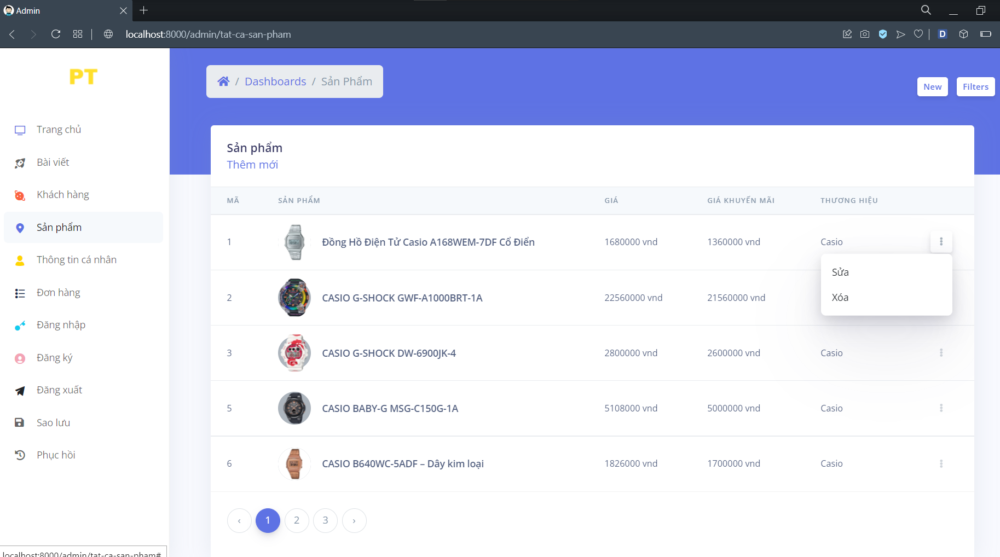 Admin
localhost:8000/admin/tat-ca-san-pham
D
PT
Trang chủ
Bài viết
Khách hàng
Sản phẩm
Thông tin cá nhân
Đơn hàng
Đăng nhập
Đăng ký
Đăng xuất
Sao lưu
Phục hồi
/ Dashboards / Sản Phẩm
New Filters
Sản phẩm
Thêm mới
MÃ SẢN PHẨM GIÁ GIÁ KHUYẾN MÃI THƯƠNG HIỆU
1 Đồng Hồ Điện Tử Casio A168WEM-7DF Cổ Điển 1680000 vnd 1360000 vnd Casio
Sửa
Xóa
2 CASIO G-SHOCK GWF-A1000BRT-1A 22560000 vnd 21560000 vnd
3 CASIO G-SHOCK DW-6900JK-4 2800000 vnd 2600000 vnd Casio
5 CASIO BABY-G MSG-C150G-1A 5108000 vnd 5000000 vnd Casio
6 CASIO B640WC-5ADF – Dây kim loại 1826000 vnd 1700000 vnd Casio
‹ 1 2 3 ›
localhost:8000/admin/tat-ca-san-pham#